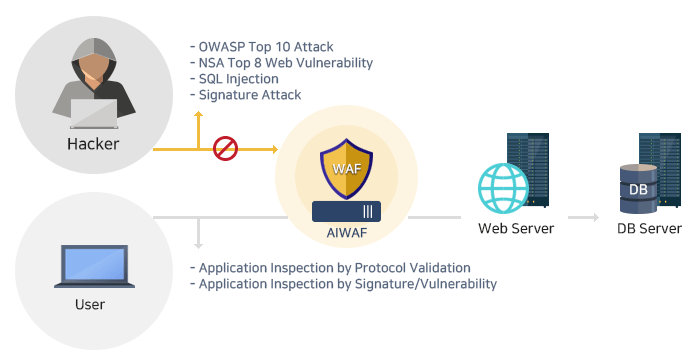 - OWASP Top 10 Attack
- NSA Top 8 Web Vulnerability
- SQL Injection
- Signature Attack
Hacker
WAF
AIWAF
DB
Web Server
DB Server
- Application Inspection by Protocol Validation
- Application Inspection by Signature/Vulnerability
User